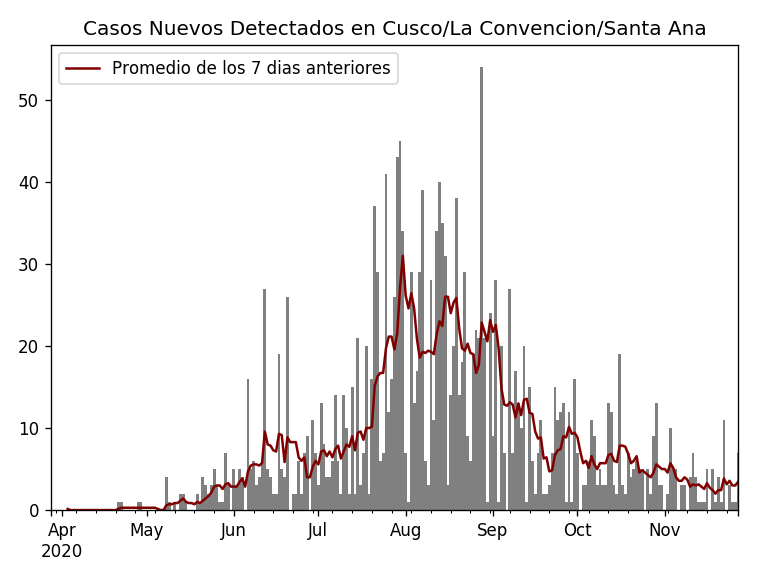 Casos Nuevos Detectados en Cusco/La Convencion/Santa Ana
Promedio de los 7 dias anteriores
50
40
30
20
10
0
Apr May Jun Jul Aug Sep Oct Nov
2020